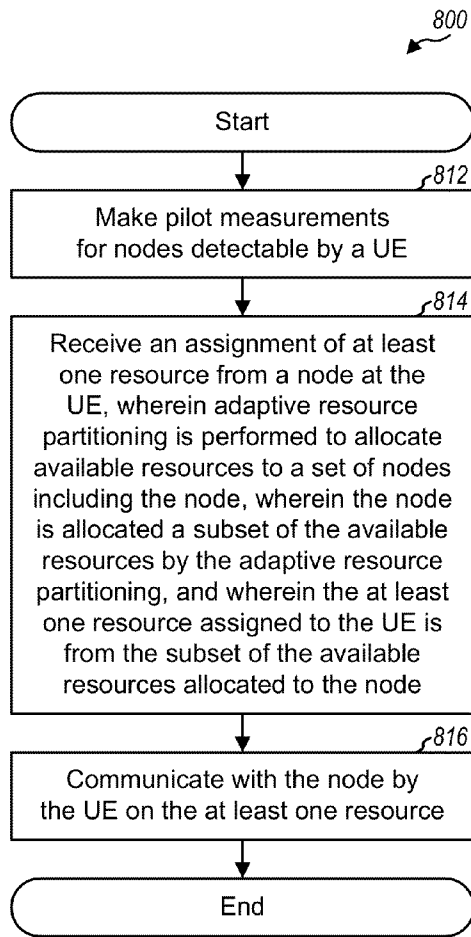 800
Start
812
Make pilot measurements
for nodes detectable by a UE
814
Receive an assignment of at least
one resource from a node at the
UE, wherein adaptive resource
partitioning is performed to allocate
available resources to a set of nodes
including the node, wherein the node
is allocated a subset of the available
resources by the adaptive resource
partitioning, and wherein the at least
one resource assigned to the UE is
from the subset of the available
resources allocated to the node
816
Communicate with the node by
the UE on the at least one resource
End